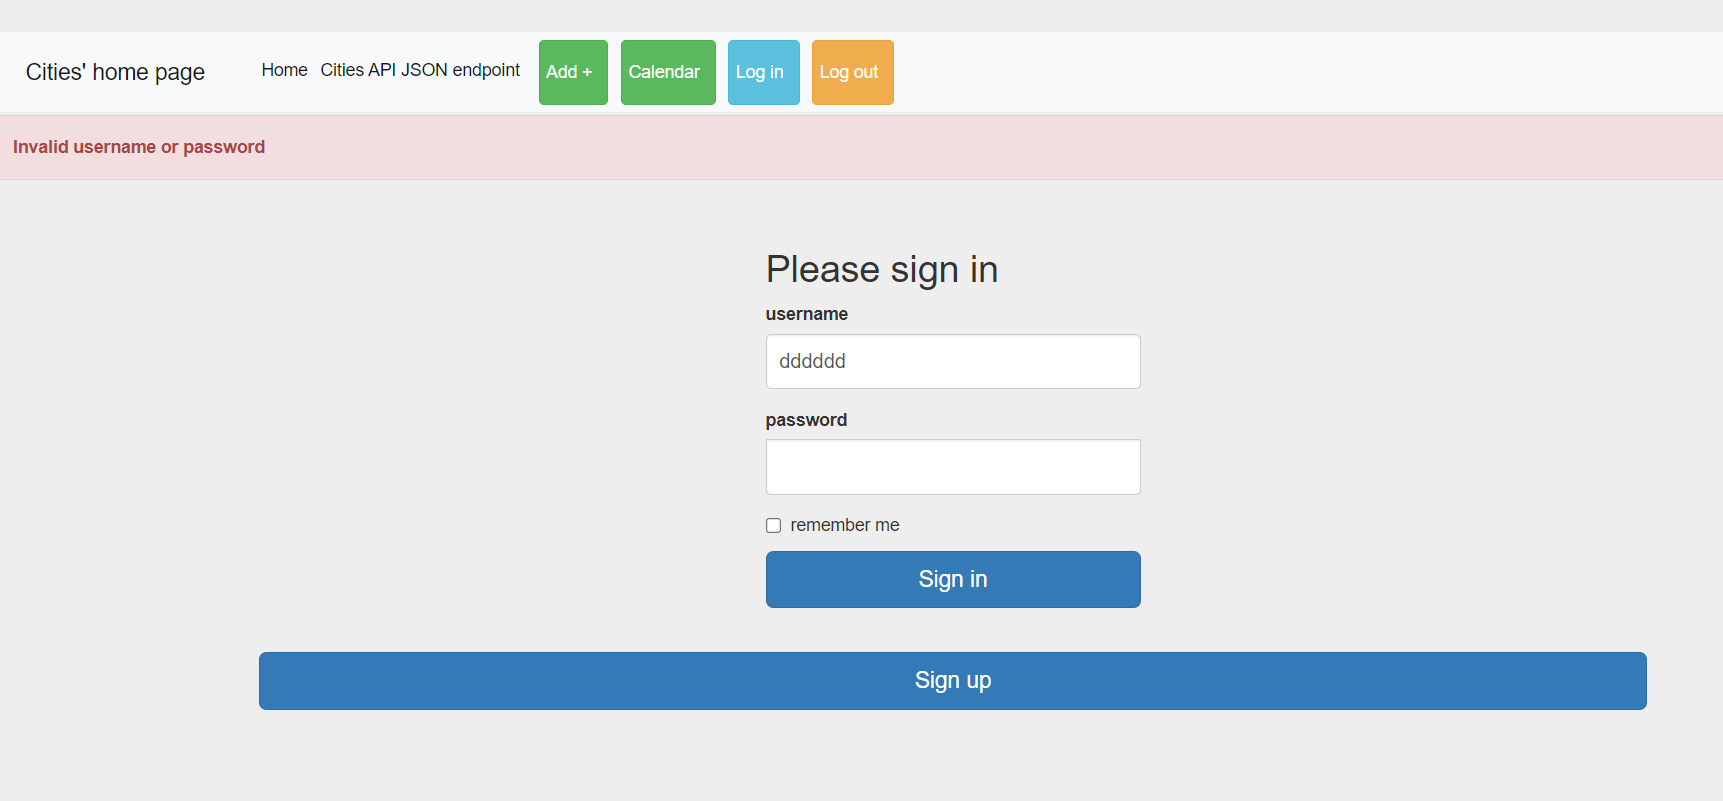 Cities' home page Home Cities API JSON endpoint Add + Calendar Log in Log out
Invalid username or password
Please sign in
username
dddddd
password
remember me
Sign in
Sign up